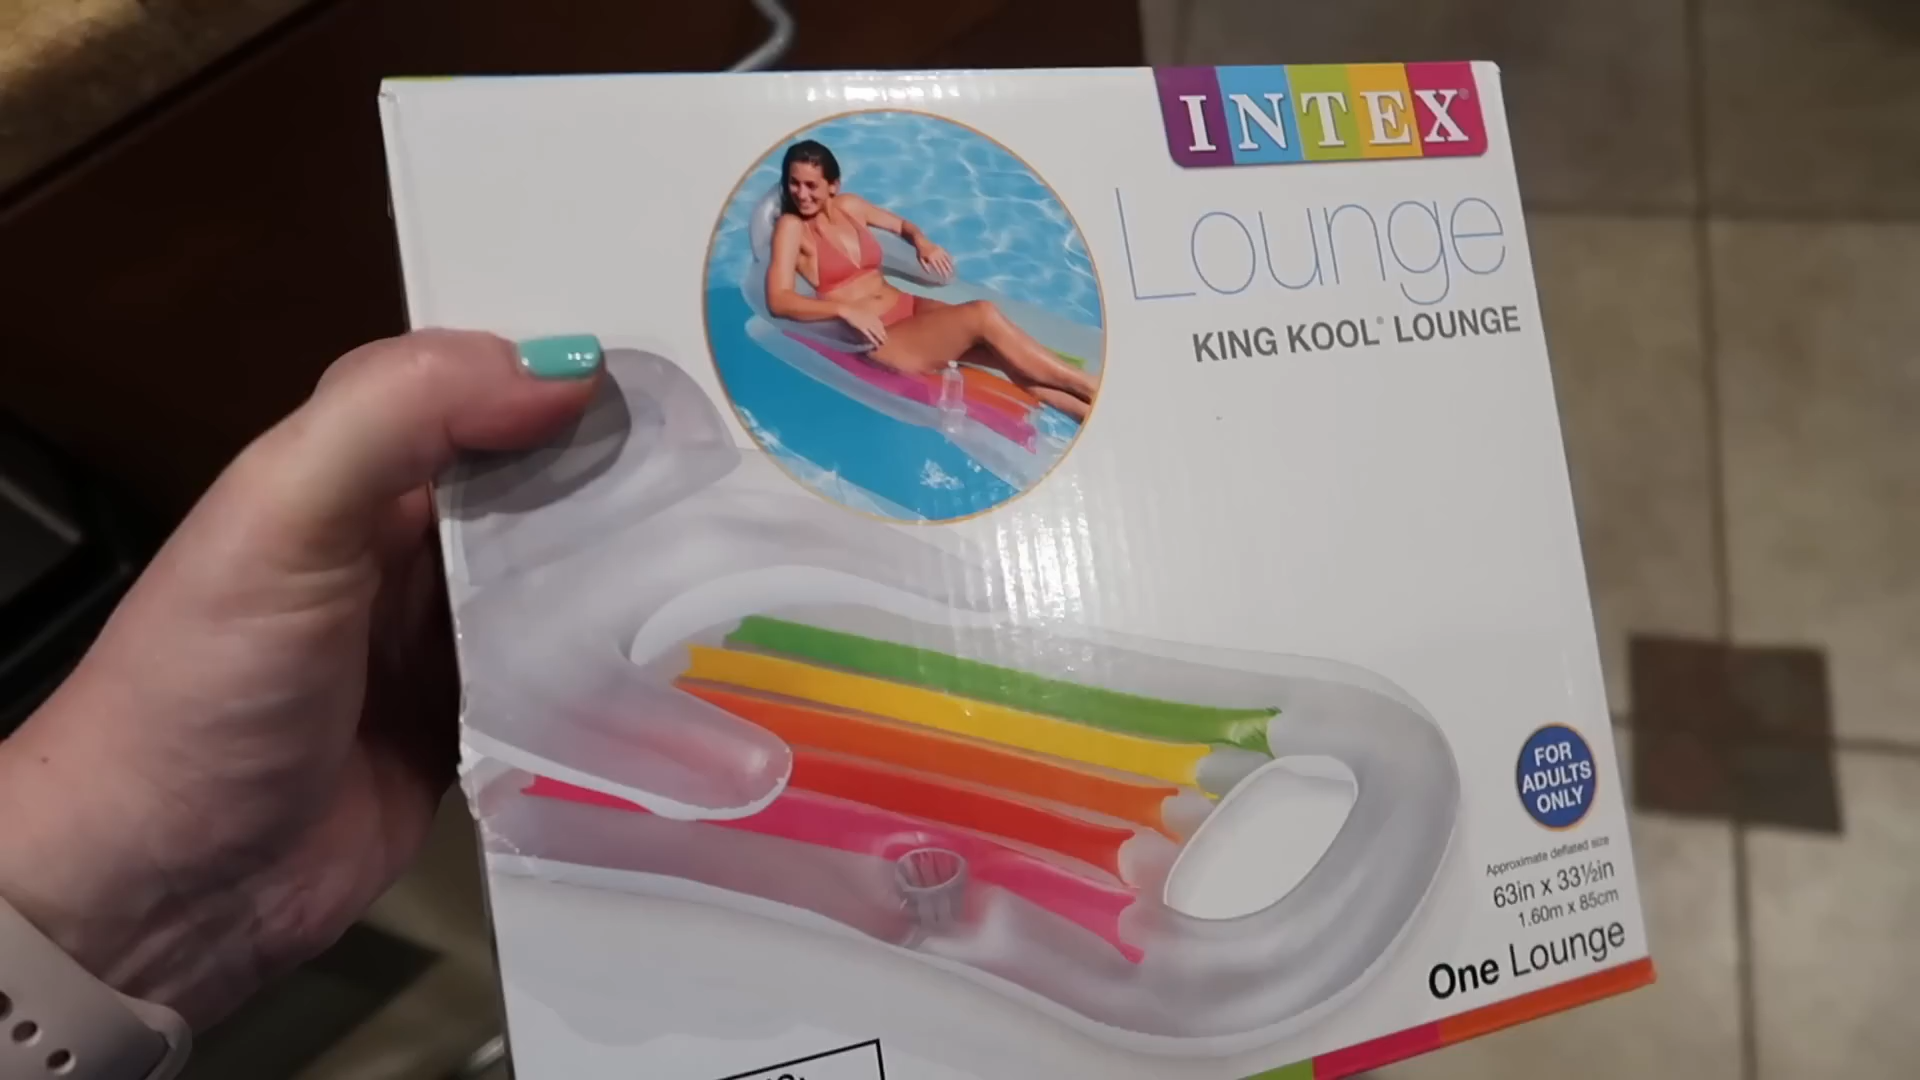 INTEX®
Lounge
KING KOOL® LOUNGE
FOR
ADULTS
ONLY
Approximate deflated size
63in x 33½in
1.60m x 85cm
One Lounge